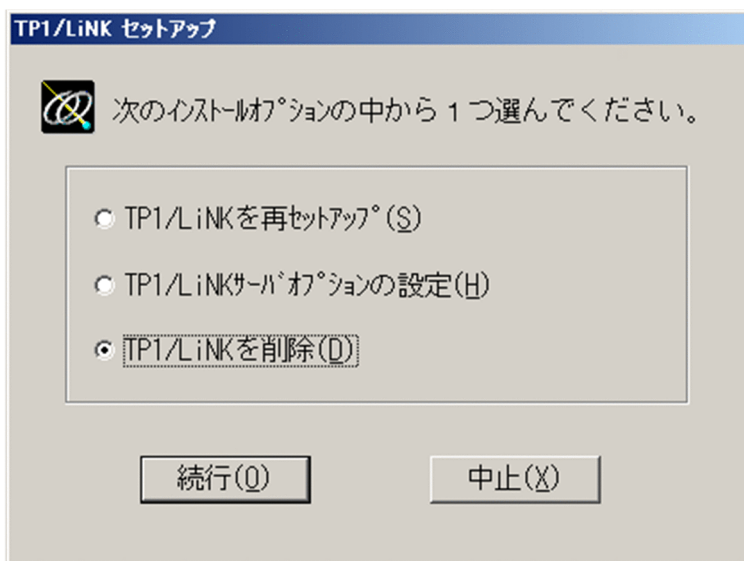 TP1/LiNK セットアップ
次のインストールオプションの中から 1 つ選んでください。
TP1/LiNKを再セットアップ(S)
TP1/LiNKサーバオプションの設定(H)
TP1/LiNKを削除(D)
続行(O)
中止(X)